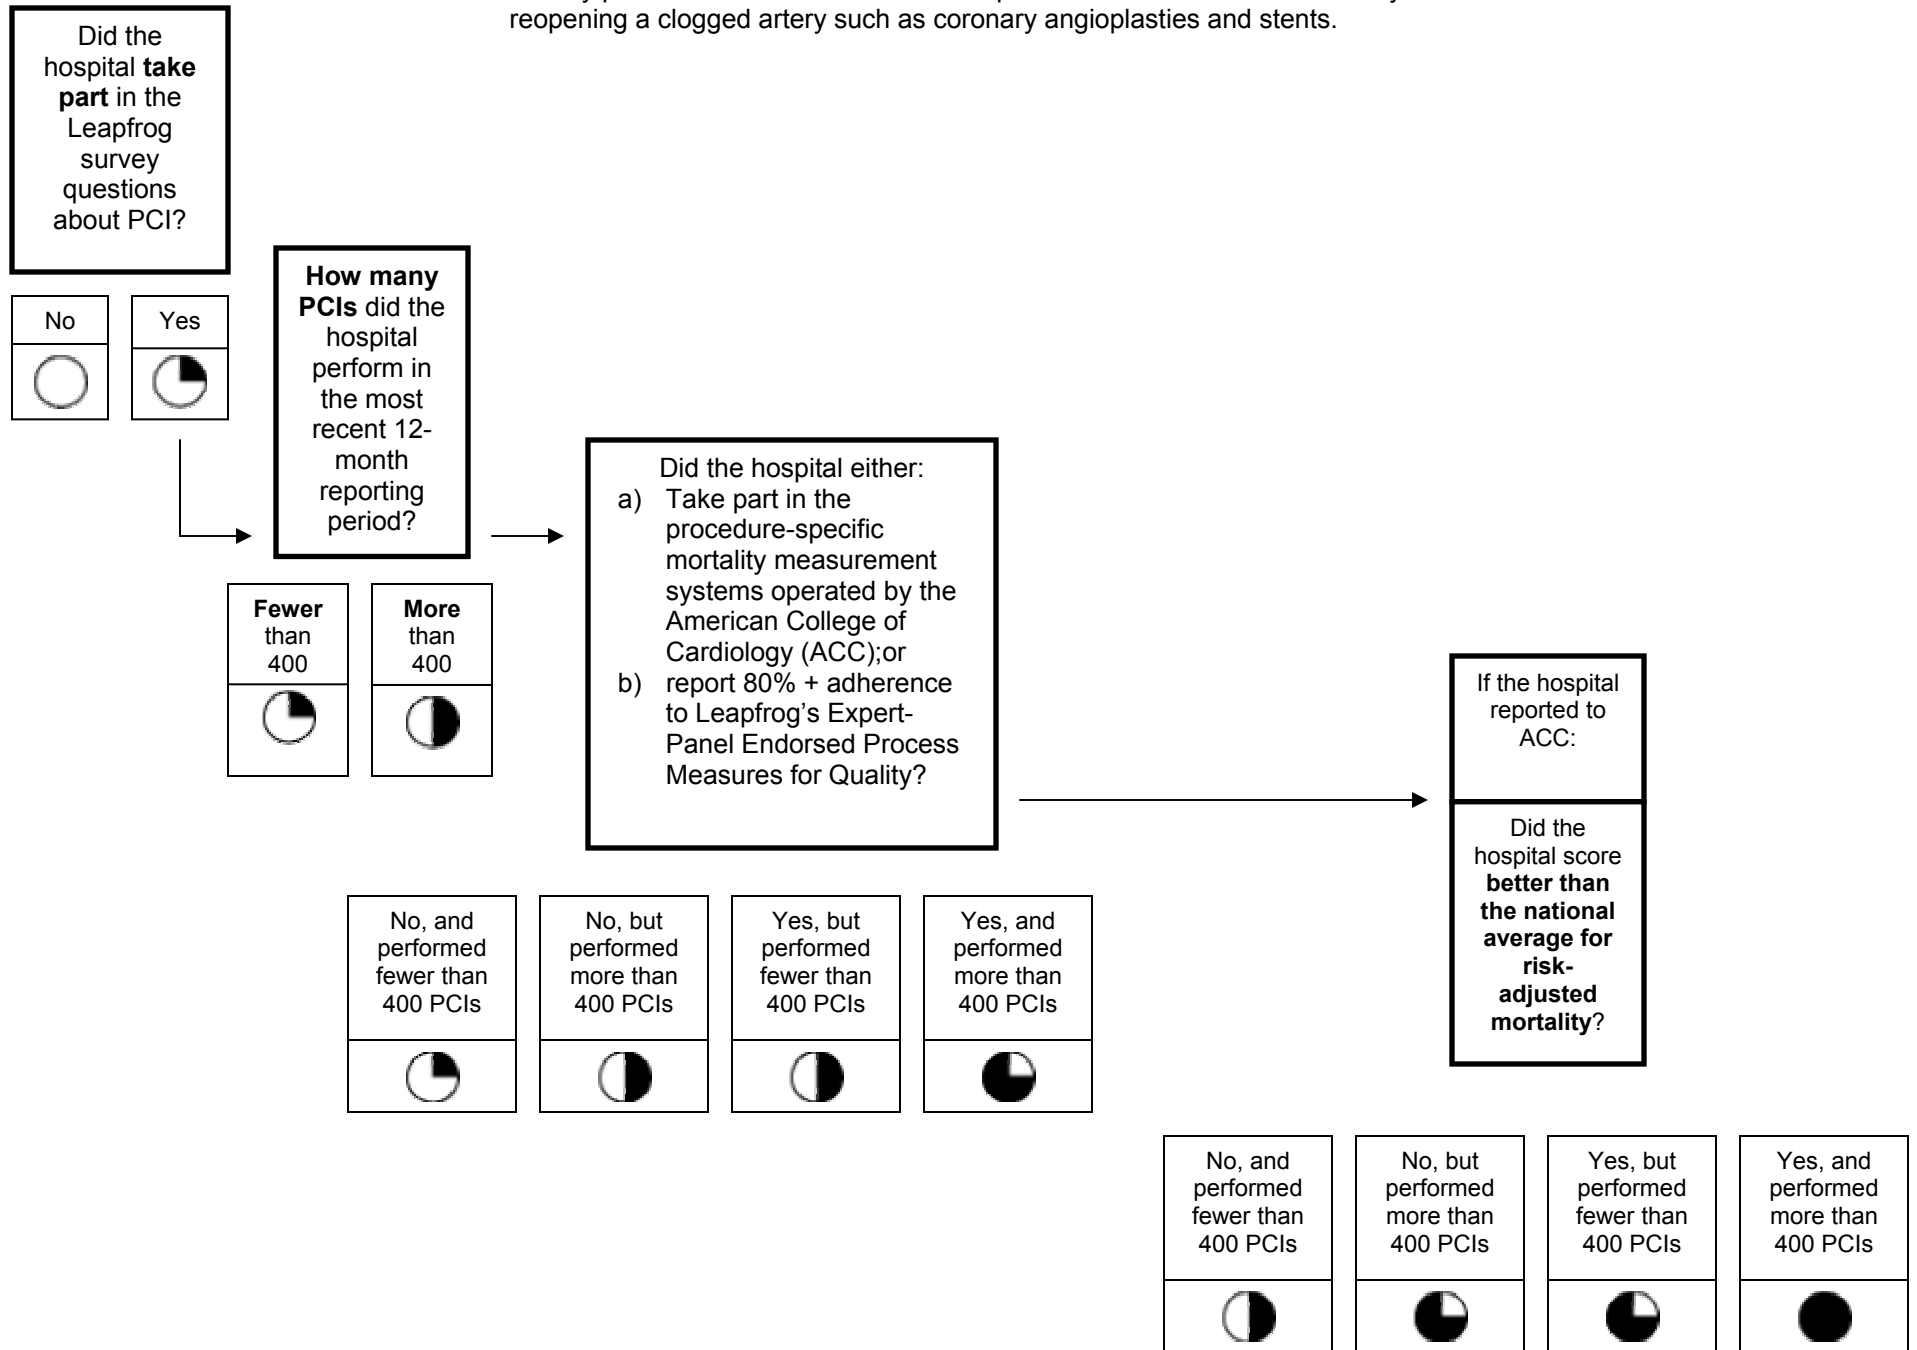 reopening a clogged artery such as coronary angioplasties and stents.
Did the
hospital take
part in the
Leapfrog
survey
questions
about PCI?
No
Yes
How many
PCIs did the
hospital
perform in
the most
recent 12-
month
reporting
period?
Fewer
than
400
More
than
400
Did the hospital either:
a) Take part in the
procedure-specific
mortality measurement
systems operated by the
American College of
Cardiology (ACC);or
b) report 80% + adherence
to Leapfrog’s Expert-
Panel Endorsed Process
Measures for Quality?
No, and
performed
fewer than
400 PCIs
No, but
performed
more than
400 PCIs
Yes, but
performed
fewer than
400 PCIs
Yes, and
performed
more than
400 PCIs
If the hospital
reported to
ACC:
Did the
hospital score
better than
the national
average for
risk-
adjusted
mortality?
No, and
performed
fewer than
400 PCIs
No, but
performed
more than
400 PCIs
Yes, but
performed
fewer than
400 PCIs
Yes, and
performed
more than
400 PCIs